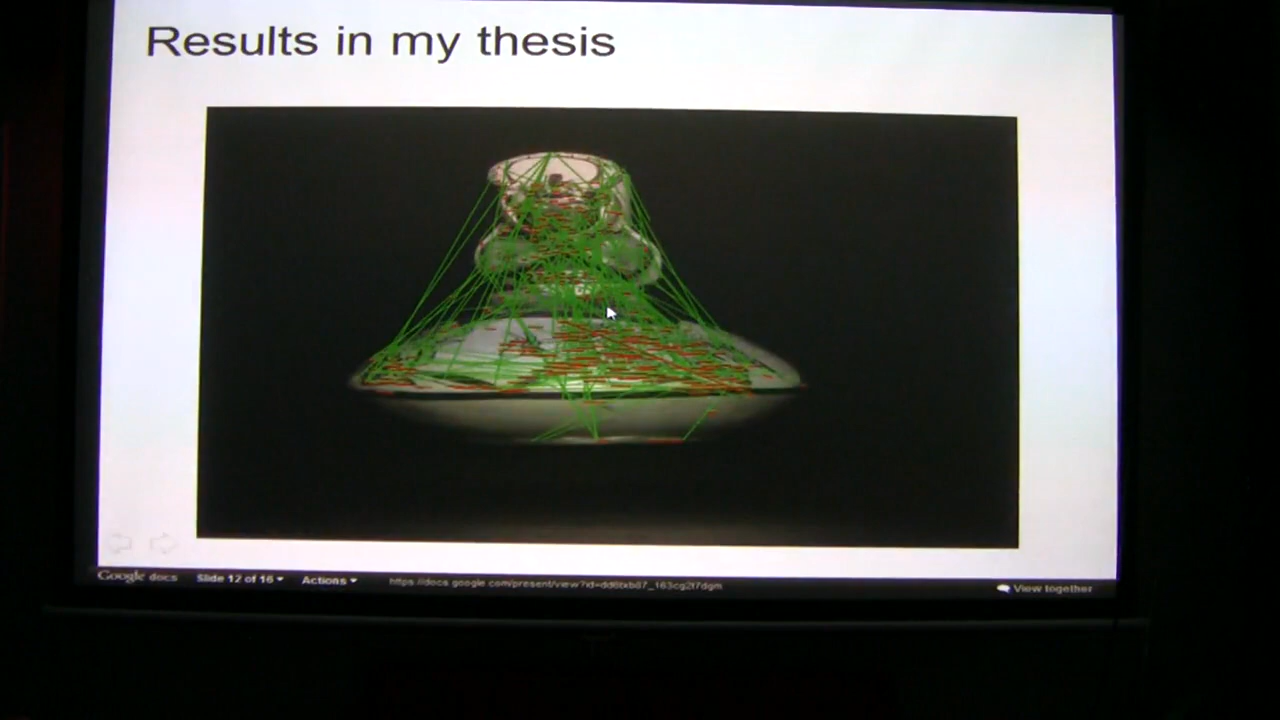 Results in my thesis
Google docs Slide 12 of 16 Actions View together